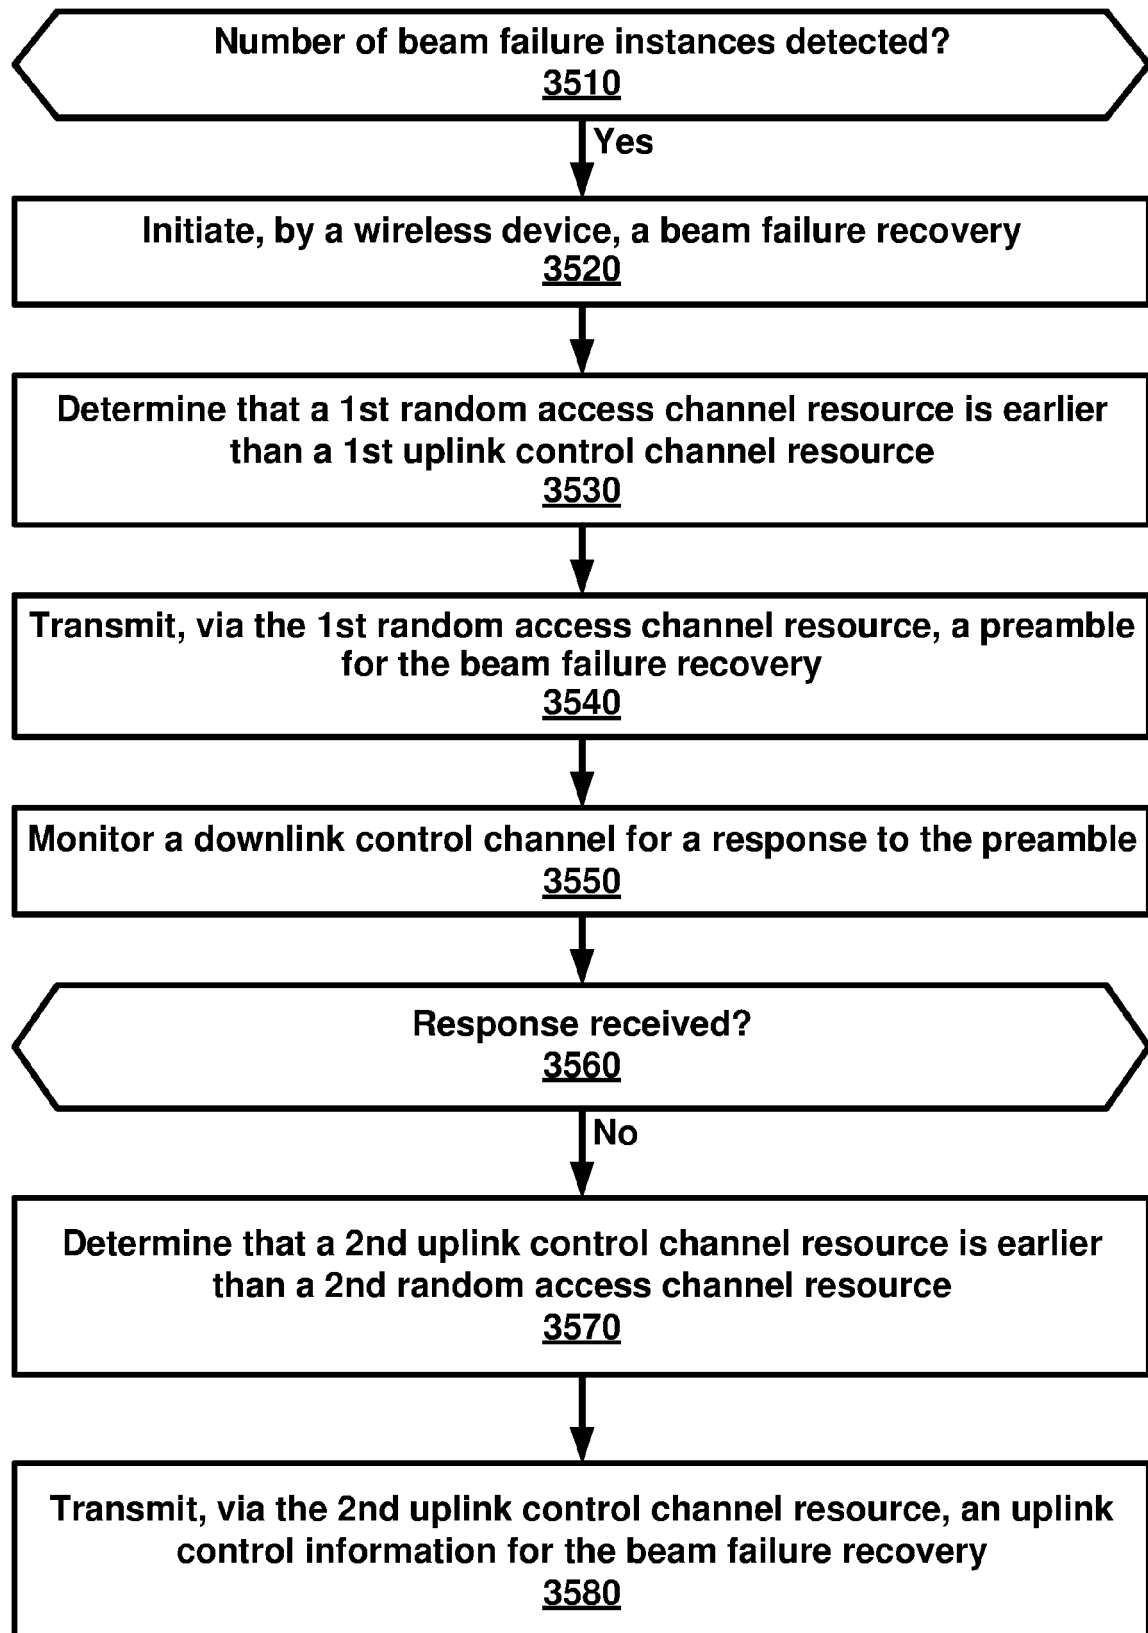 Number of beam failure instances detected?
3510
Yes
Initiate, by a wireless device, a beam failure recovery
3520
Determine that a 1st random access channel resource is earlier
than a 1st uplink control channel resource
3530
Transmit, via the 1st random access channel resource, a preamble
for the beam failure recovery
3540
Monitor a downlink control channel for a response to the preamble
3550
Response received?
3560
No
Determine that a 2nd uplink control channel resource is earlier
than a 2nd random access channel resource
3570
Transmit, via the 2nd uplink control channel resource, an uplink
control information for the beam failure recovery
3580